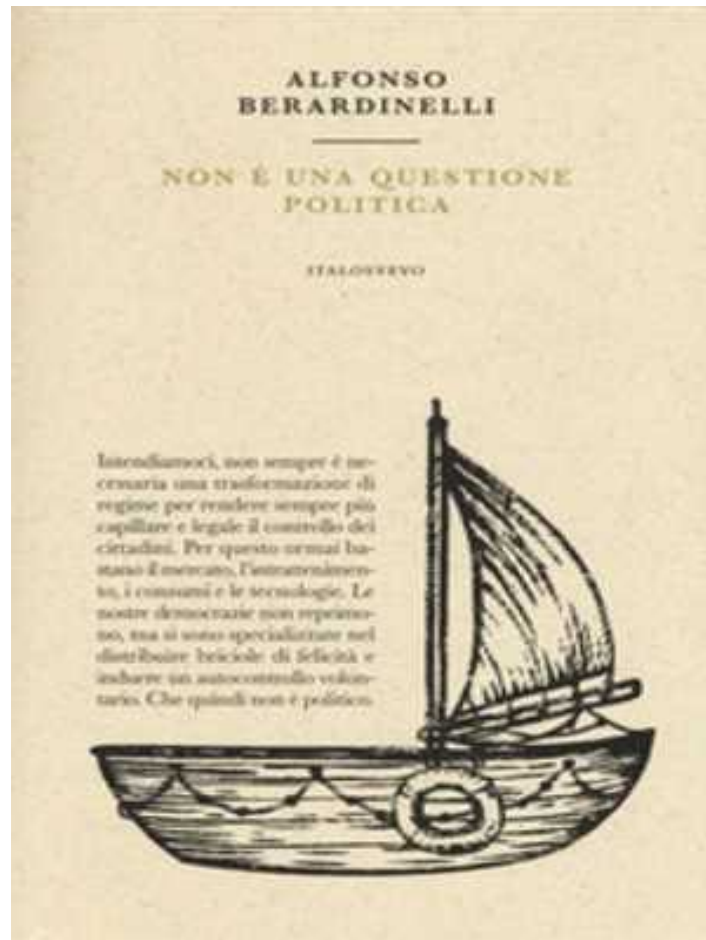 ALFONSO
BERARDINELLI
NON È UNA QUESTIONE
POLITICA
ITALOSVEVO
Intendiamoci, non sempre è ne-
cessaria una trasformazione di
regime per rendere sempre più
capillare e legale il controllo dei
cittadini. Per questo ormai ba-
stano il mercato, l'intrattenimen-
to, i consumi e le tecnologie. Le
nostre democrazie non reprimo-
no, ma si sono specializzate nel
distribuire briciole di felicità e
indurre un autocontrollo volon-
tario. Che quindi non è politico.